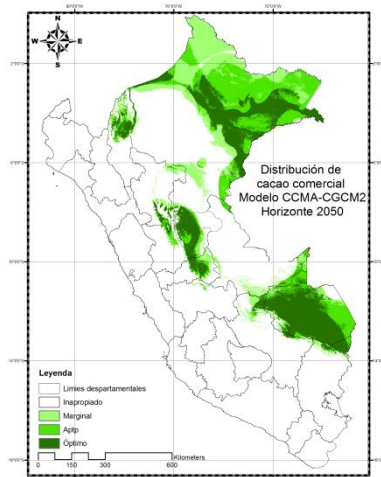 N
W
E
S
Distribución de
cacao comercial
Modelo CCMA-CGCM2
Horizonte 2050
Leyenda
Limies despartamentales
Inapropiado
Marginal
Aptp
Óptimo
Kilometers
0 75 150 300 600